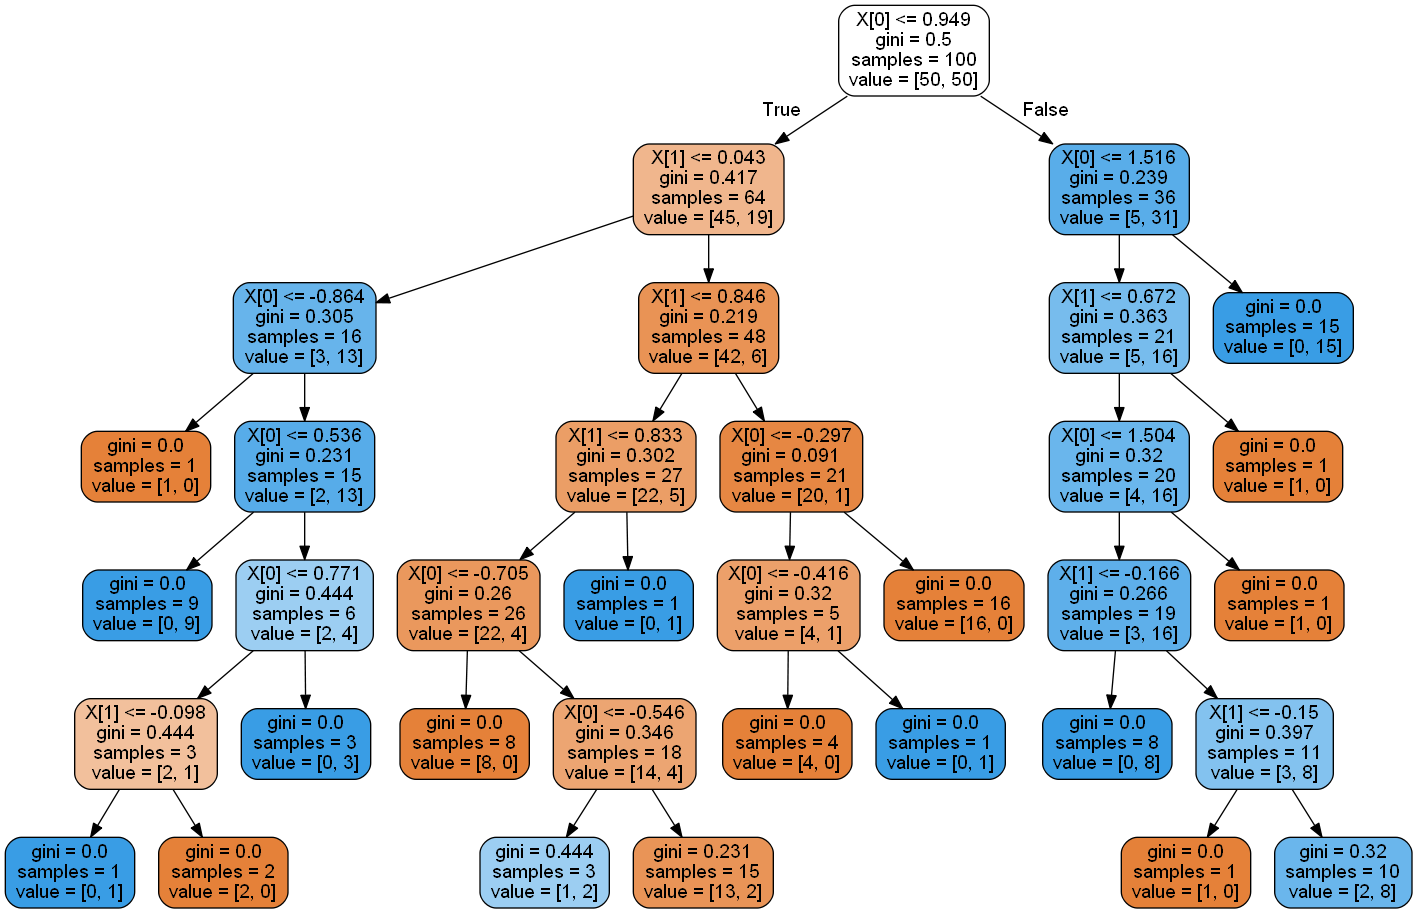 X[0] <= 0.949
gini = 0.5
samples = 100
value = [50, 50]
True
False
X[1] <= 0.043
gini = 0.417
samples = 64
value = [45, 19]
X[0] <= 1.516
gini = 0.239
samples = 36
value = [5, 31]
X[0] <= -0.864
gini = 0.305
samples = 16
value = [3, 13]
X[1] <= 0.846
gini = 0.219
samples = 48
value = [42, 6]
X[1] <= 0.672
gini = 0.363
samples = 21
value = [5, 16]
gini = 0.0
samples = 15
value = [0, 15]
gini = 0.0
samples = 1
value = [1, 0]
X[0] <= 0.536
gini = 0.231
samples = 15
value = [2, 13]
X[1] <= 0.833
gini = 0.302
samples = 27
value = [22, 5]
X[0] <= -0.297
gini = 0.091
samples = 21
value = [20, 1]
X[0] <= 1.504
gini = 0.32
samples = 20
value = [4, 16]
gini = 0.0
samples = 1
value = [1, 0]
gini = 0.0
samples = 9
value = [0, 9]
X[0] <= 0.771
gini = 0.444
samples = 6
value = [2, 4]
X[0] <= -0.705
gini = 0.26
samples = 26
value = [22, 4]
gini = 0.0
samples = 1
value = [0, 1]
X[0] <= -0.416
gini = 0.32
samples = 5
value = [4, 1]
gini = 0.0
samples = 16
value = [16, 0]
X[1] <= -0.166
gini = 0.266
samples = 19
value = [3, 16]
gini = 0.0
samples = 1
value = [1, 0]
X[1] <= -0.098
gini = 0.444
samples = 3
value = [2, 1]
gini = 0.0
samples = 3
value = [0, 3]
gini = 0.0
samples = 8
value = [8, 0]
X[0] <= -0.546
gini = 0.346
samples = 18
value = [14, 4]
gini = 0.0
samples = 4
value = [4, 0]
gini = 0.0
samples = 1
value = [0, 1]
gini = 0.0
samples = 8
value = [0, 8]
X[1] <= -0.15
gini = 0.397
samples = 11
value = [3, 8]
gini = 0.0
samples = 1
value = [0, 1]
gini = 0.0
samples = 2
value = [2, 0]
gini = 0.444
samples = 3
value = [1, 2]
gini = 0.231
samples = 15
value = [13, 2]
gini = 0.0
samples = 1
value = [1, 0]
gini = 0.32
samples = 10
value = [2, 8]